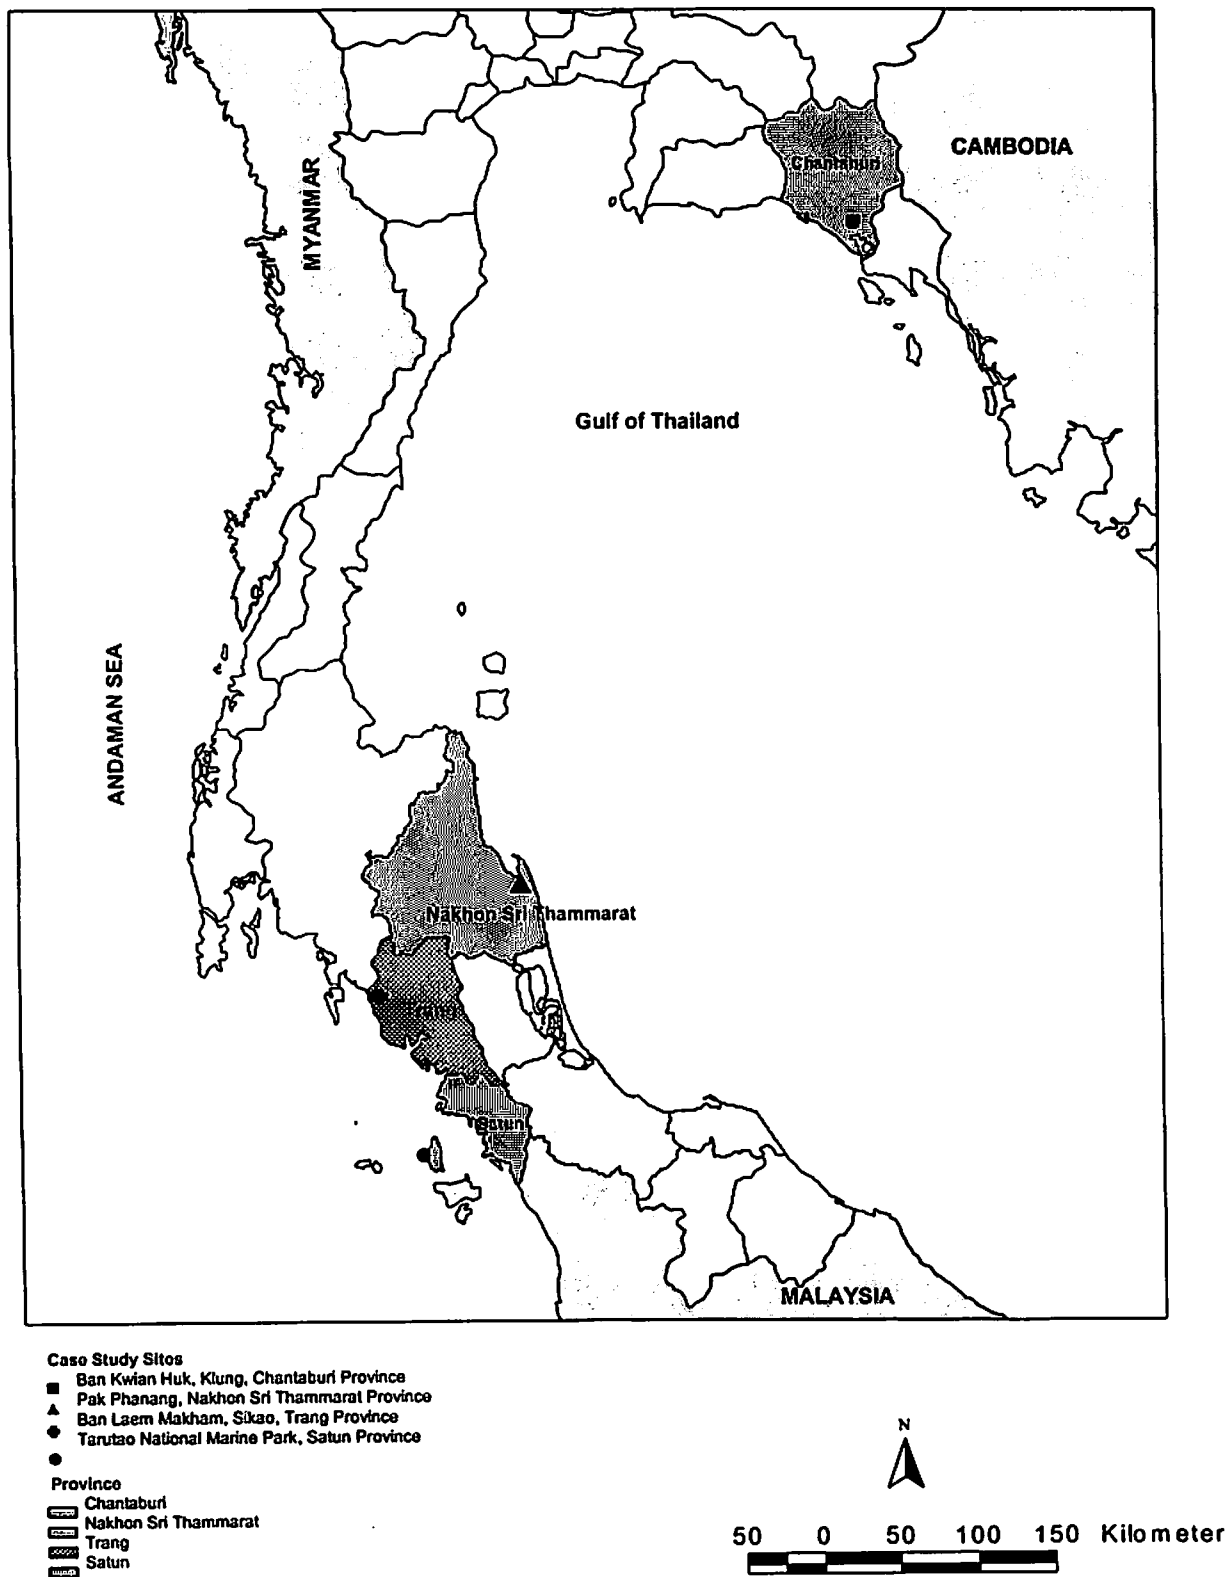 CAMBODIA
Chantaburi
MYANMAR
Gulf of Thailand
ANDAMAN SEA
Nakhon Sri Thammarat
Trang
Satun
MALAYSIA
Case Study Sites
Ban Kwian Huk, Klung, Chantaburi Province
Pak Phanang, Nakhon Sri Thammarat Province
Ban Laem Makham, Sikao, Trang Province
Tarutao National Marine Park, Satun Province
Province
Chantaburi
Nakhon Sri Thammarat
Trang
Satun
N
50 0 50 100 150 Kilometer